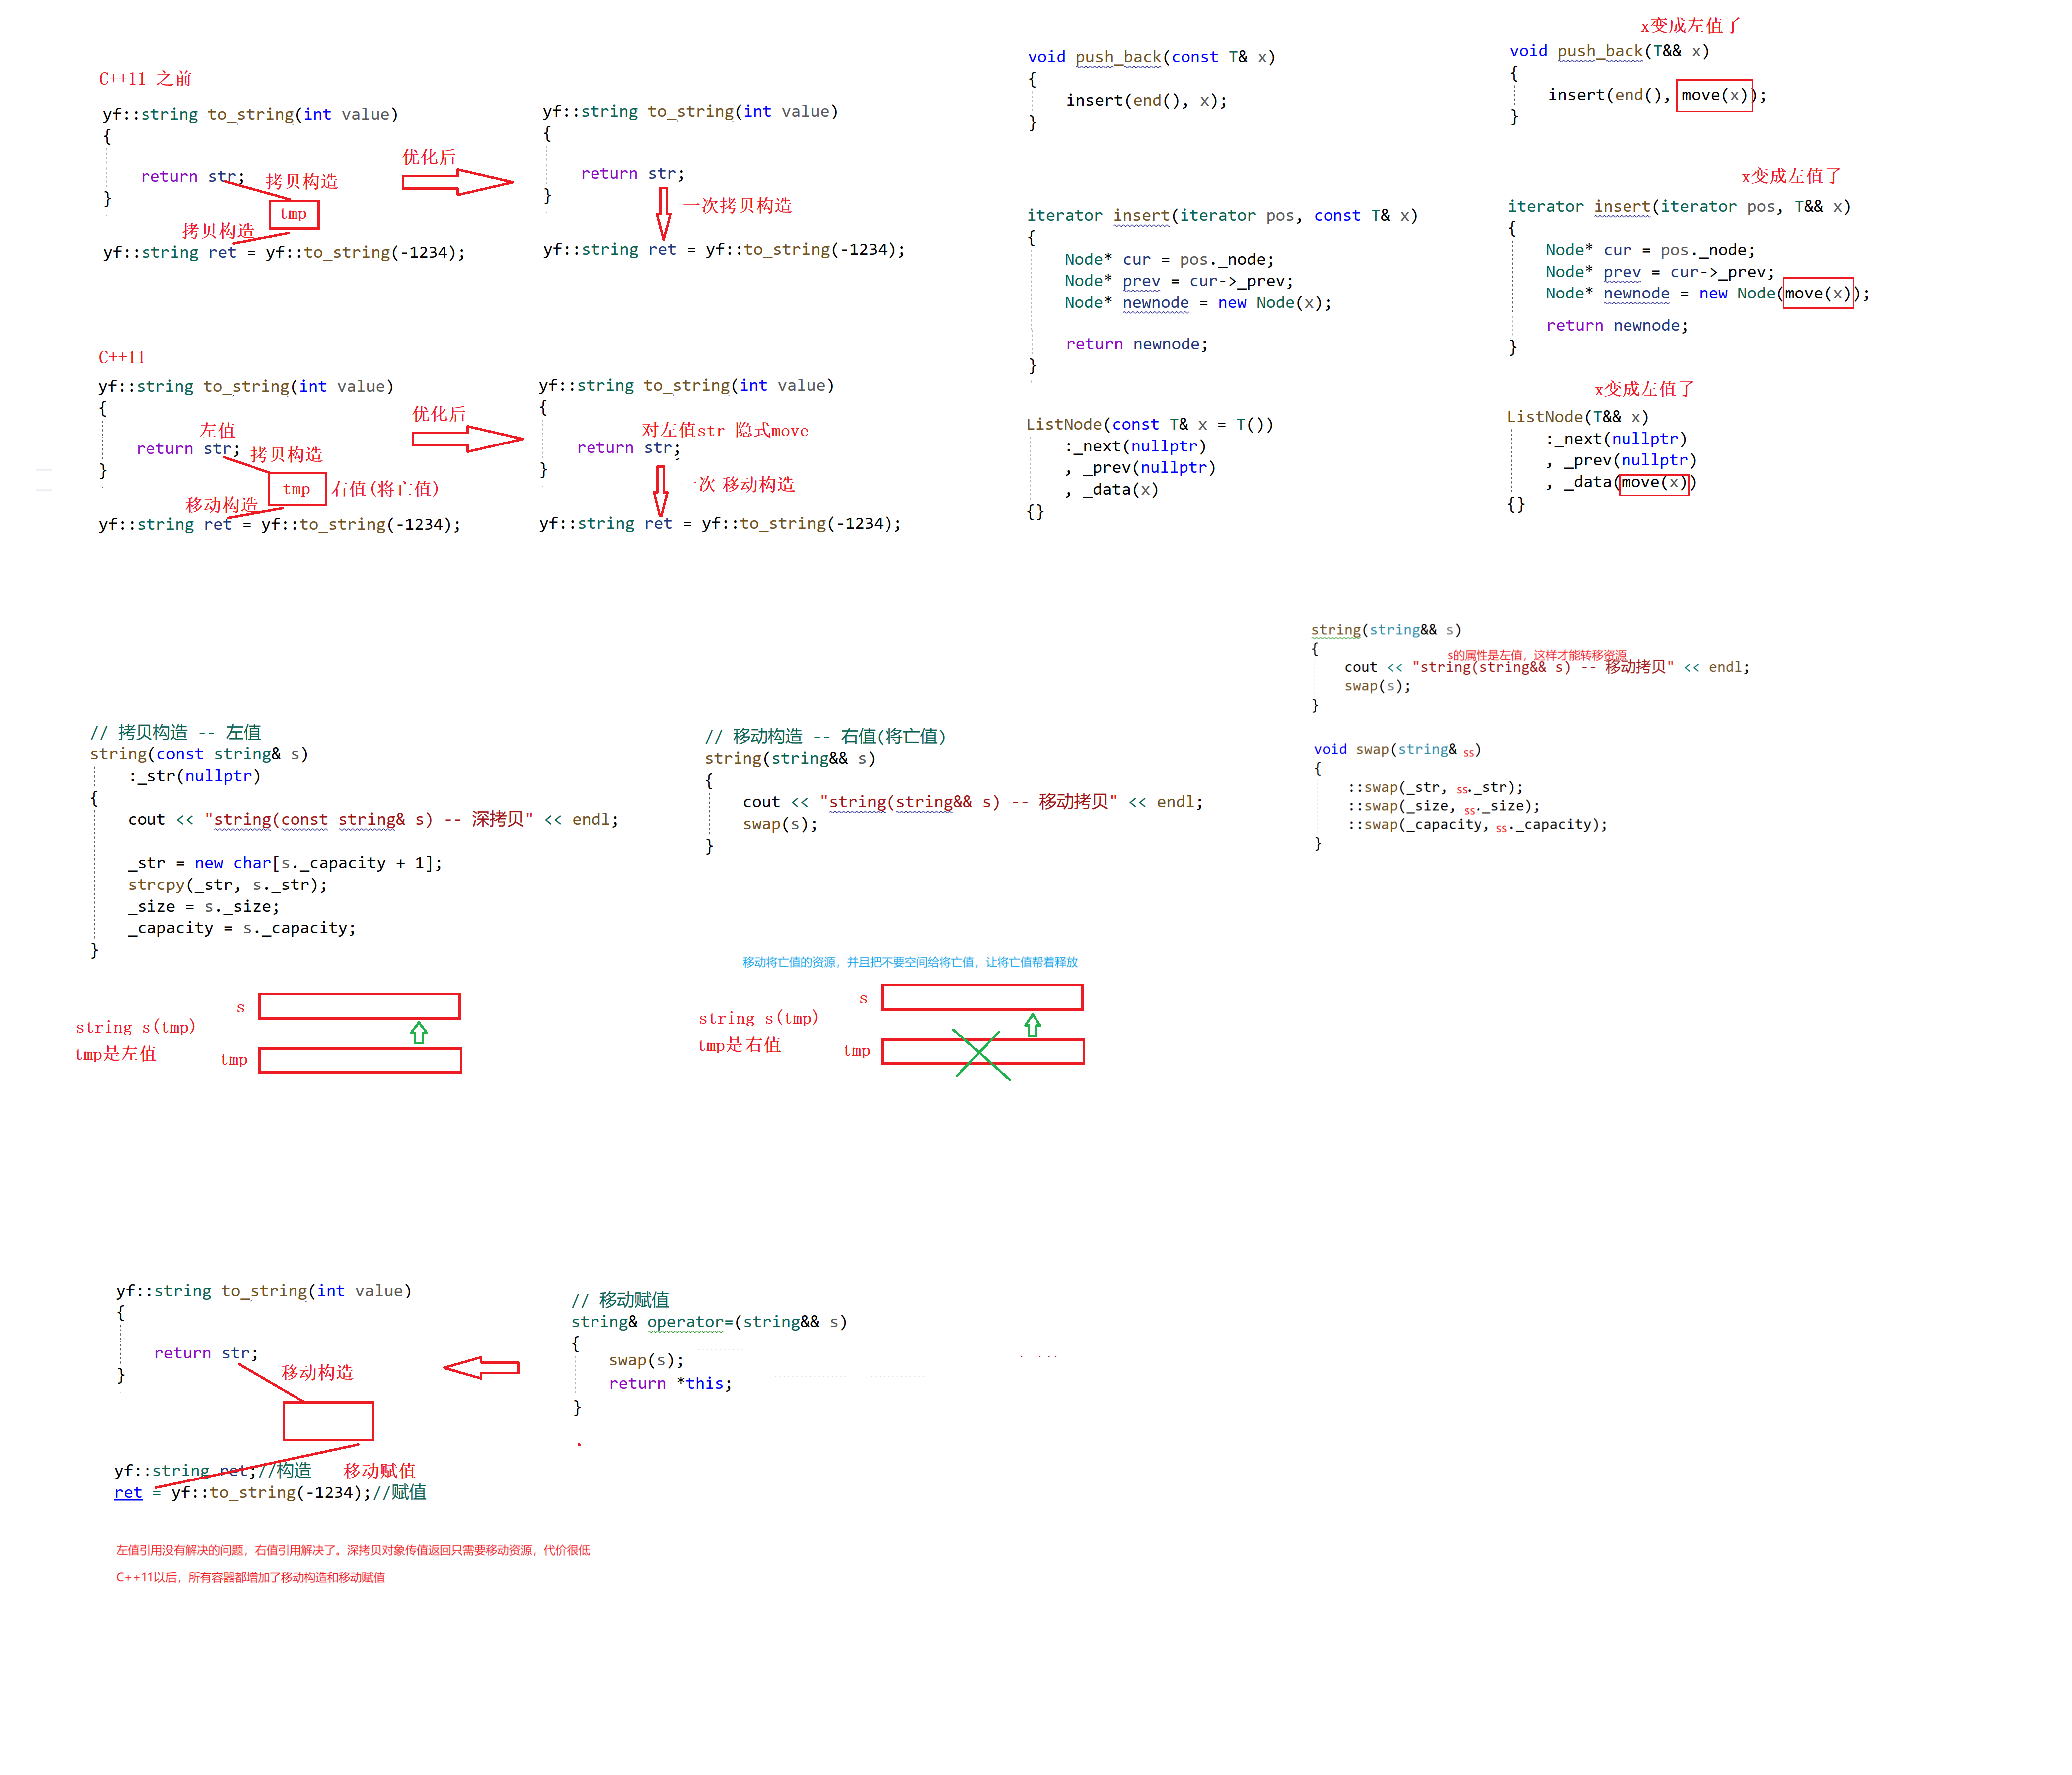 C++11 之前
yf::string to_string(int value)
{
return str;
拷贝构造
}
tmp
拷贝构造
yf::string ret = yf::to_string(-1234);
优化后
yf::string to_string(int value)
{
return str;
}
一次拷贝构造
yf::string ret = yf::to_string(-1234);
void push_back(const T& x)
{
insert(end(), x);
}
x变成左值了
void push_back(T&& x)
{
insert(end(), move(x));
}
iterator insert(iterator pos, const T& x)
{
Node* cur = pos._node;
Node* prev = cur->_prev;
Node* newnode = new Node(x);
return newnode;
}
x变成左值了
iterator insert(iterator pos, T&& x)
{
Node* cur = pos._node;
Node* prev = cur->_prev;
Node* newnode = new Node(move(x));
return newnode;
}
C++11
yf::string to_string(int value)
{
左值
return str;
拷贝构造
}
tmp
右值(将亡值)
移动构造
yf::string ret = yf::to_string(-1234);
优化后
yf::string to_string(int value)
{
对左值str 隐式move
return str;
}
一次 移动构造
yf::string ret = yf::to_string(-1234);
ListNode(const T& x = T())
:_next(nullptr)
, _prev(nullptr)
, _data(x)
{}
x变成左值了
ListNode(T&& x)
:_next(nullptr)
, _prev(nullptr)
, _data(move(x))
{}
string(string&& s)
{
s的属性是左值，这样才能转移资源
cout << "string(string&& s) -- 移动拷贝" << endl;
swap(s);
}
void swap(string& ss)
{
::swap(_str, ss._str);
::swap(_size, ss._size);
::swap(_capacity, ss._capacity);
}
// 拷贝构造 -- 左值
string(const string& s)
:_str(nullptr)
{
cout << "string(const string& s) -- 深拷贝" << endl;
_str = new char[s._capacity + 1];
strcpy(_str, s._str);
_size = s._size;
_capacity = s._capacity;
}
// 移动构造 -- 右值(将亡值)
string(string&& s)
{
cout << "string(string&& s) -- 移动拷贝" << endl;
swap(s);
}
s
string s(tmp)
tmp是左值
tmp
移动将亡值的资源，并且把不要空间给将亡值，让将亡值帮着释放
s
string s(tmp)
tmp是右值
tmp
yf::string to_string(int value)
{
return str;
移动构造
}
yf::string ret;//构造
移动赋值
ret = yf::to_string(-1234);//赋值
// 移动赋值
string& operator=(string&& s)
{
swap(s);
return *this;
}
左值引用没有解决的问题，右值引用解决了。深拷贝对象传值返回只需要移动资源，代价很低
C++11以后，所有容器都增加了移动构造和移动赋值